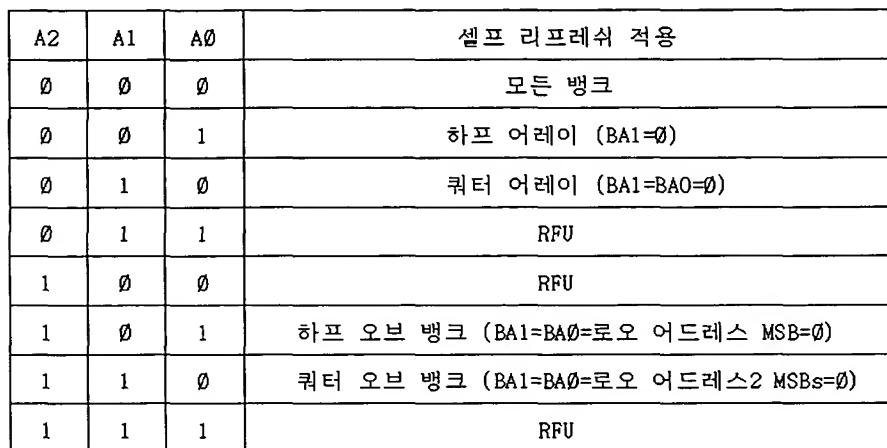 A2 A1 AØ 셀프 리프레쉬 적용
Ø Ø Ø 모든 뱅크
Ø Ø 1 하프 어레이 (BA1=Ø)
Ø 1 Ø 쿼터 어레이 (BA1=BAO=Ø)
Ø 1 1 RFU
1 Ø Ø RFU
1 Ø 1 하프 오브 뱅크 (BA1=BAØ=로오 어드레스 MSB=Ø)
1 1 Ø 쿼터 오브 뱅크 (BA1=BAØ=로오 어드레스2 MSBs=Ø)
1 1 1 RFU